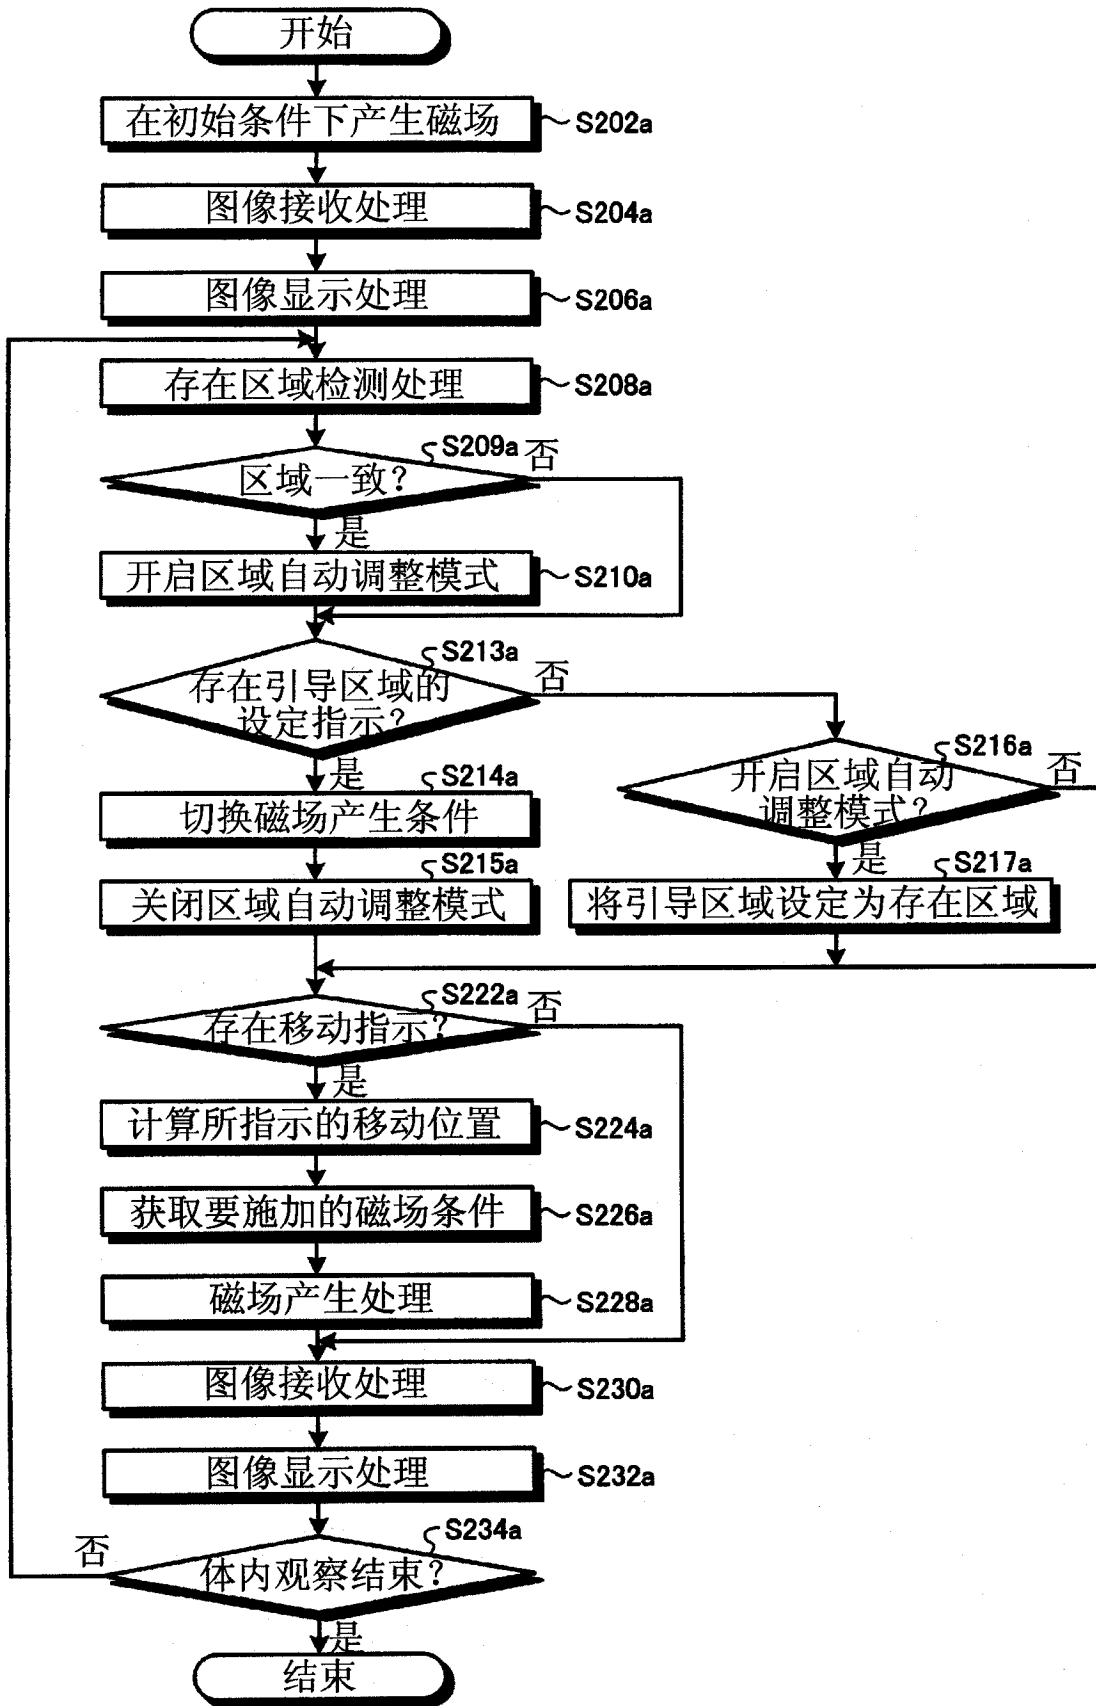 开始
在初始条件下产生磁场
S202a
图像接收处理
S204a
图像显示处理
S206a
存在区域检测处理
S208a
S209a
否
区域一致？
是
开启区域自动调整模式
S210a
S213a
否
存在引导区域的
设定指示？
是
S214a
切换磁场产生条件
S215a
关闭区域自动调整模式
S216a
否
开启区域自动
调整模式？
是
S217a
将引导区域设定为存在区域
S222a
否
存在移动指示？
是
计算所指示的移动位置
S224a
获取要施加的磁场条件
S226a
磁场产生处理
S228a
图像接收处理
S230a
图像显示处理
S232a
S234a
否
体内观察结束？
是
结束